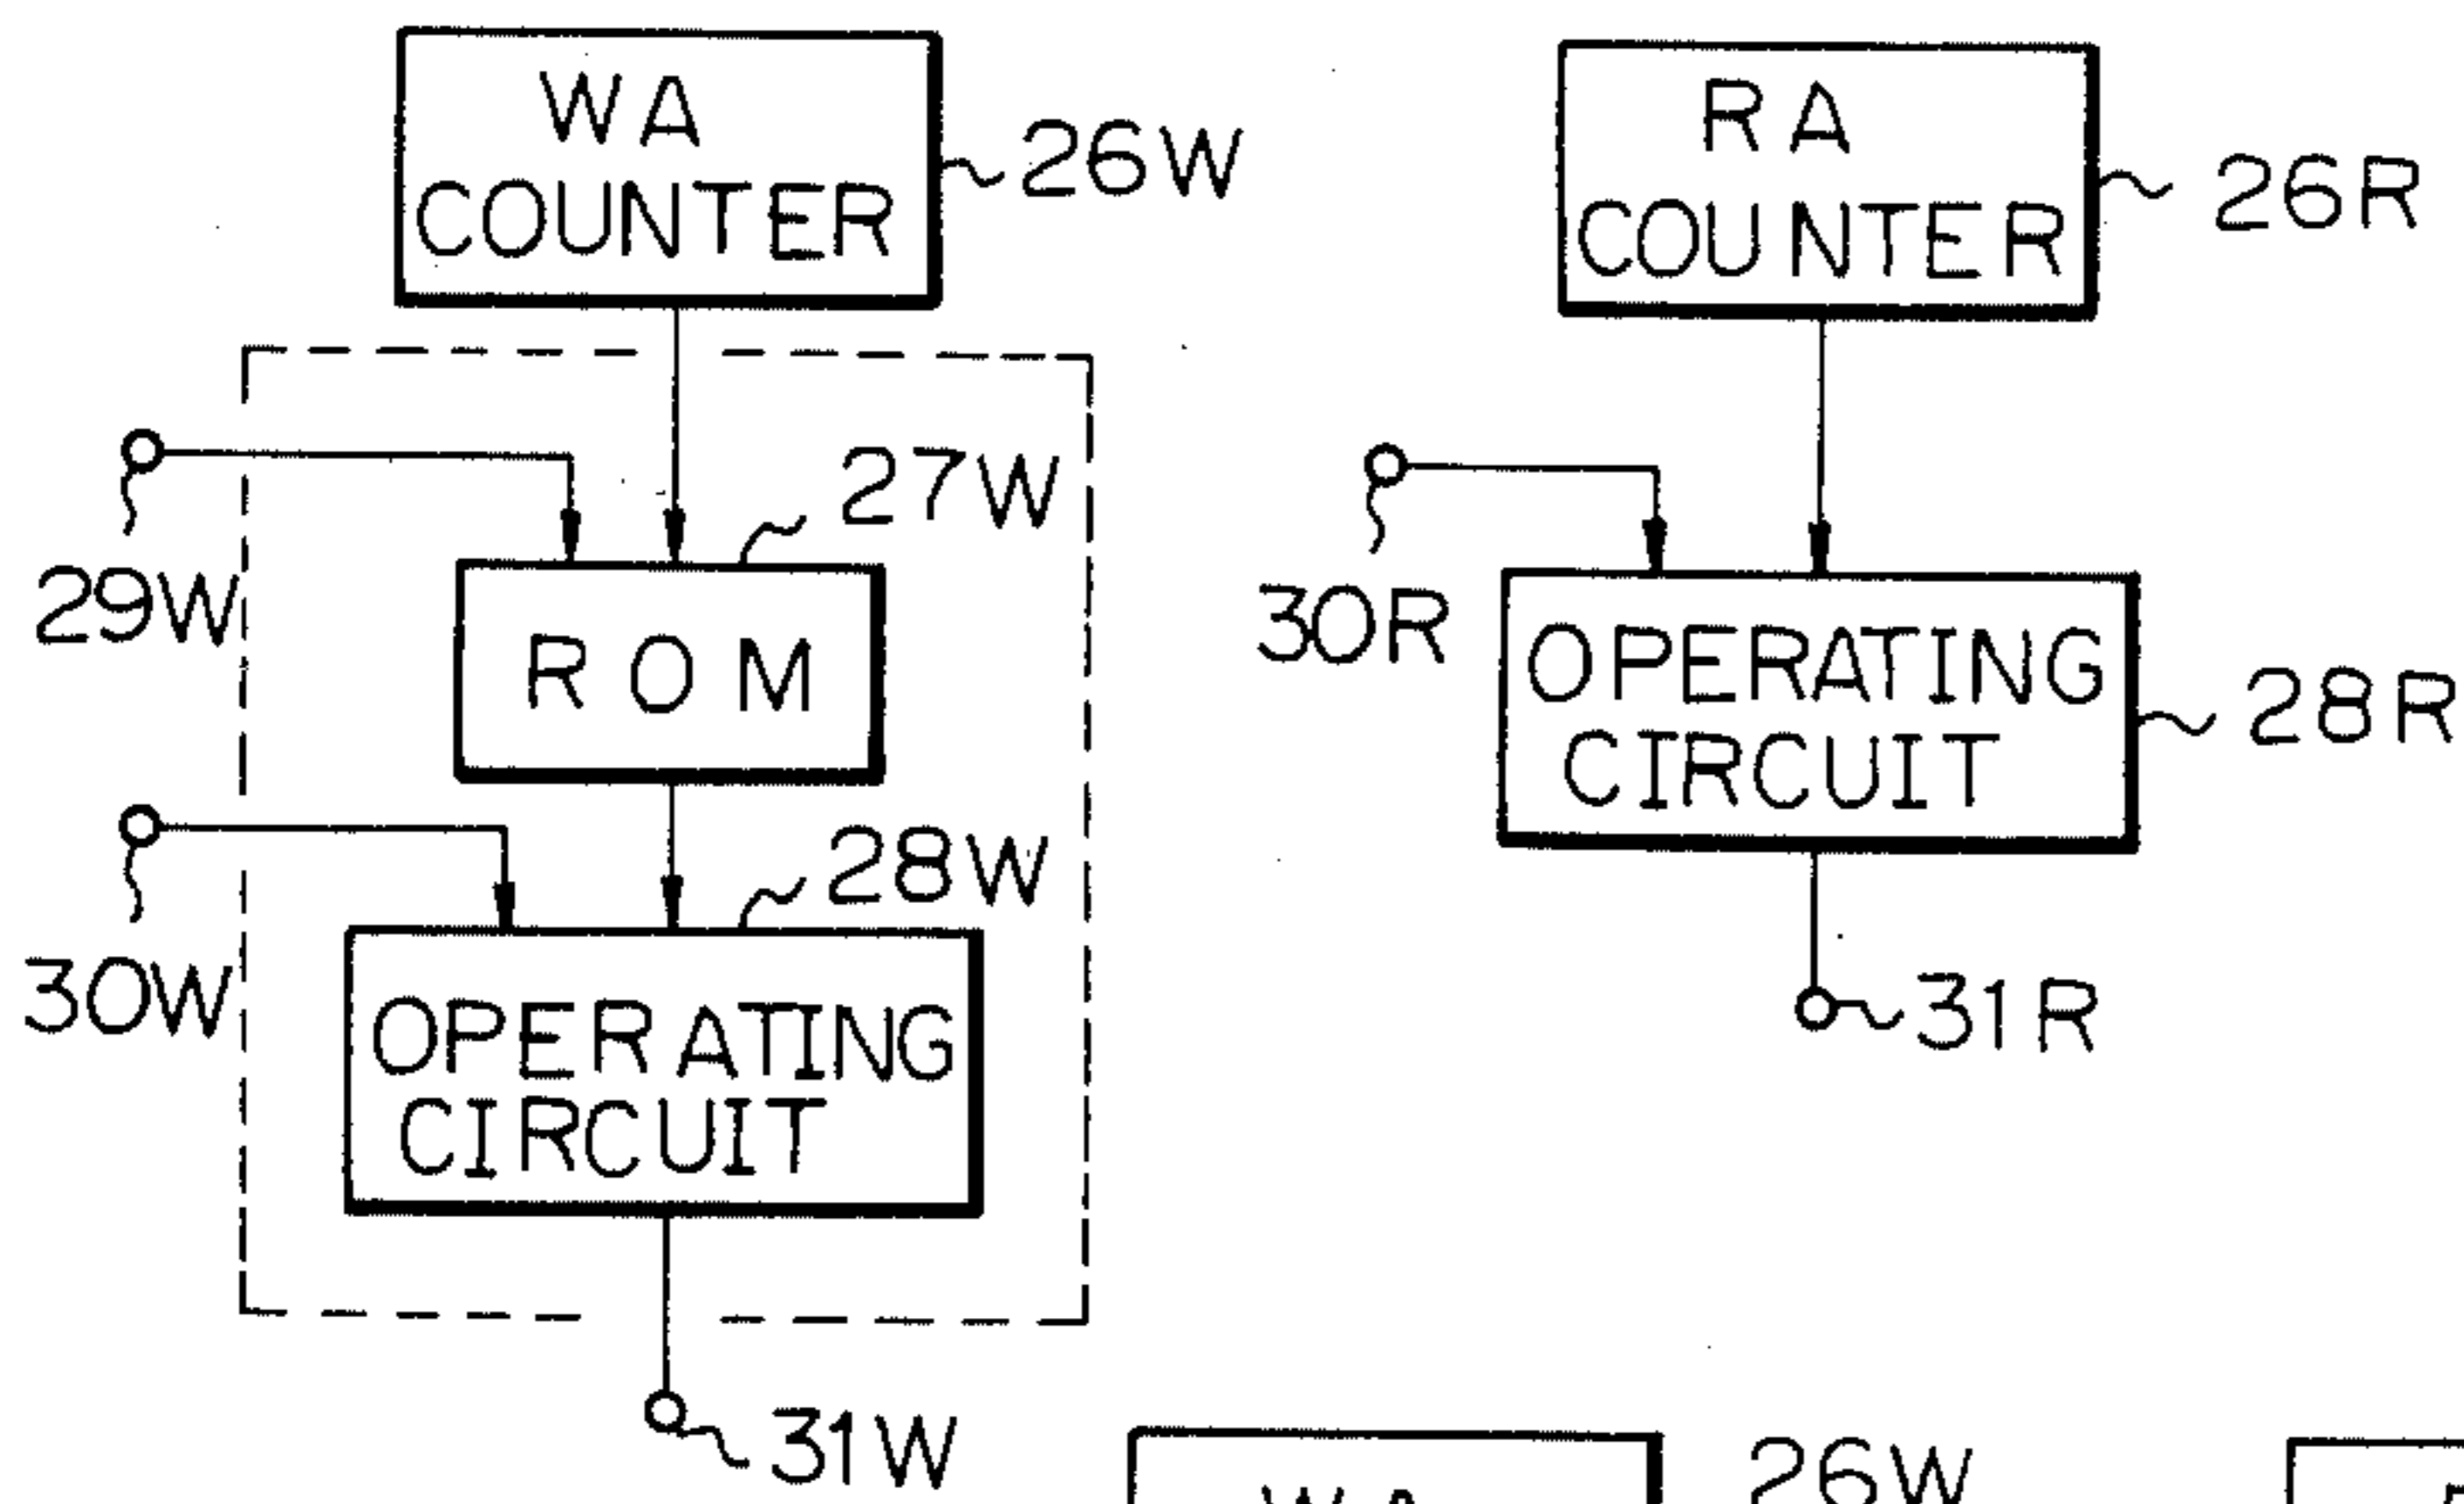 WA
COUNTER
26W
29W
27W
ROM
30W
28W
OPERATING
CIRCUIT
31W
RA
COUNTER
26R
30R
OPERATING
CIRCUIT
28R
31R
26W